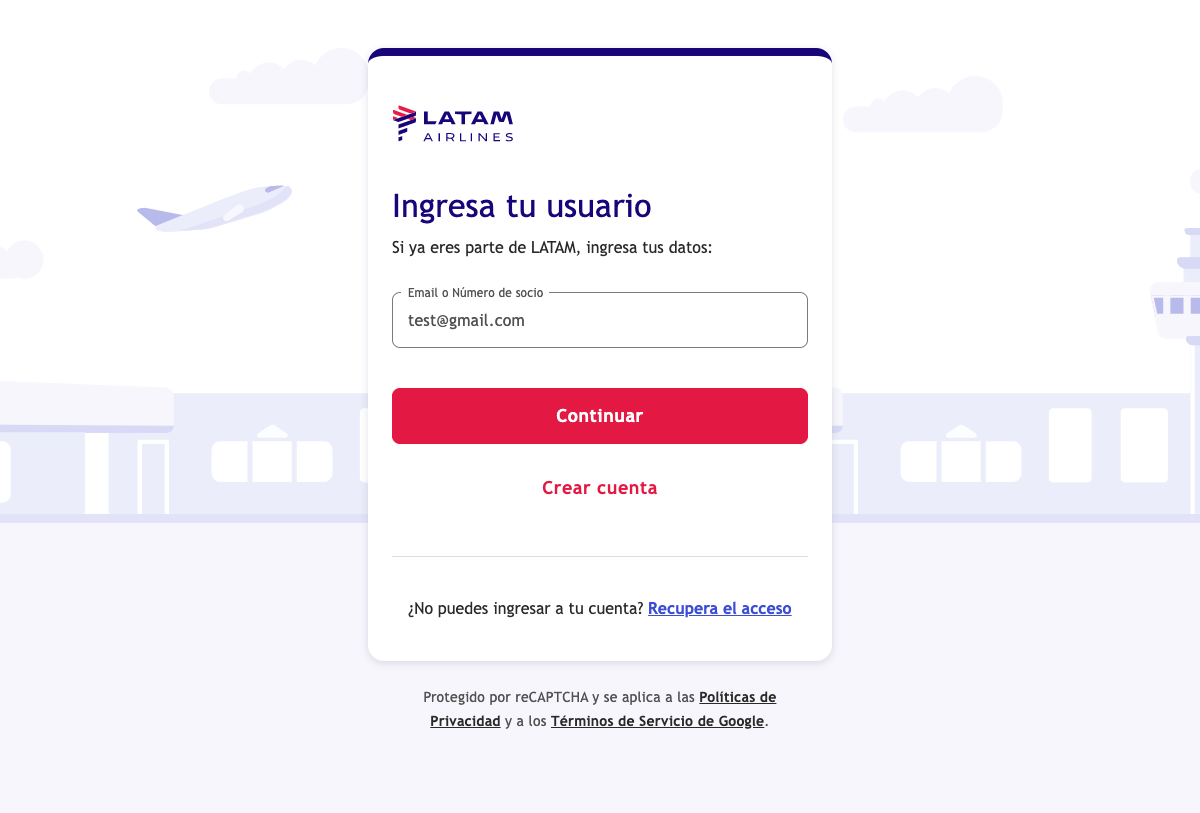 LATAM
AIRLINES
Ingresa tu usuario
Si ya eres parte de LATAM, ingresa tus datos:
Email o Número de socio
test@gmail.com
Continuar
Crear cuenta
¿No puedes ingresar a tu cuenta? Recupera el acceso
Protegido por reCAPTCHA y se aplica a las Políticas de
Privacidad y a los Términos de Servicio de Google.